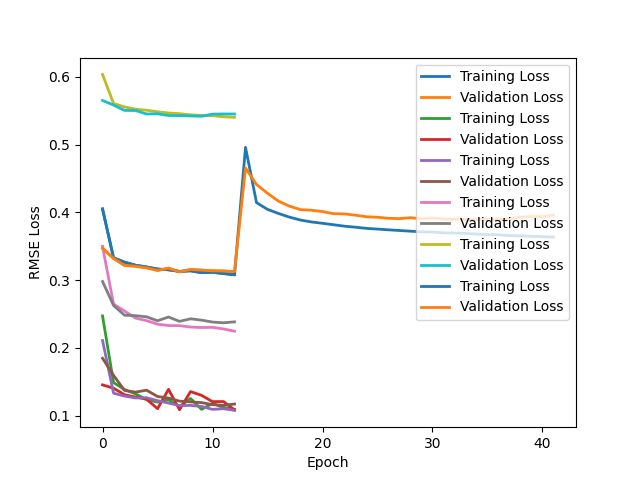 0.6
0.5
0.4
0.3
0.2
0.1
RMSE Loss
0
10
20
30
40
Epoch
Training Loss
Validation Loss
Training Loss
Validation Loss
Training Loss
Validation Loss
Training Loss
Validation Loss
Training Loss
Validation Loss
Training Loss
Validation Loss